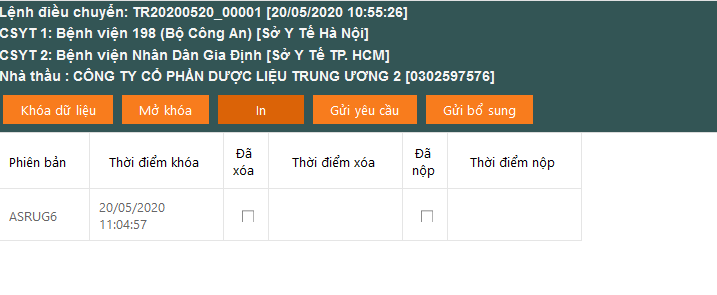 Lệnh điều chuyển: TR20200520_00001 [20/05/2020 10:55:26]
CSYT 1: Bệnh viện 198 (Bộ Công An) [Sở Y Tế Hà Nội]
CSYT 2: Bệnh viện Nhân Dân Gia Định [Sở Y Tế TP. HCM]
Nhà thầu : CÔNG TY CỔ PHẦN DƯỢC LIỆU TRUNG ƯƠNG 2 [0302597576]
Khóa dữ liệu Mở khóa In Gửi yêu cầu Gửi bổ sung
Phiên bản Thời điểm khóa Đã xóa Thời điểm xóa Đã nộp Thời điểm nộp
ASRUG6 20/05/2020
11:04:57